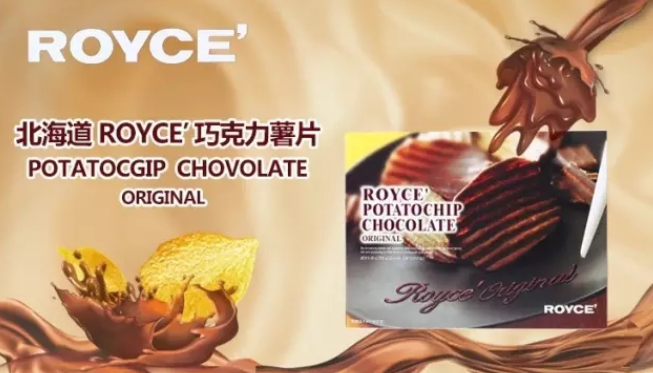 ROYCE'
北海道 ROYCE' 巧克力薯片
POTATOCGIP CHOVOLATE
ORIGINAL
ROYCE'
POTATOCHIP
CHOCOLATE
ORIGINAL
Royce' Original
ROYCE'